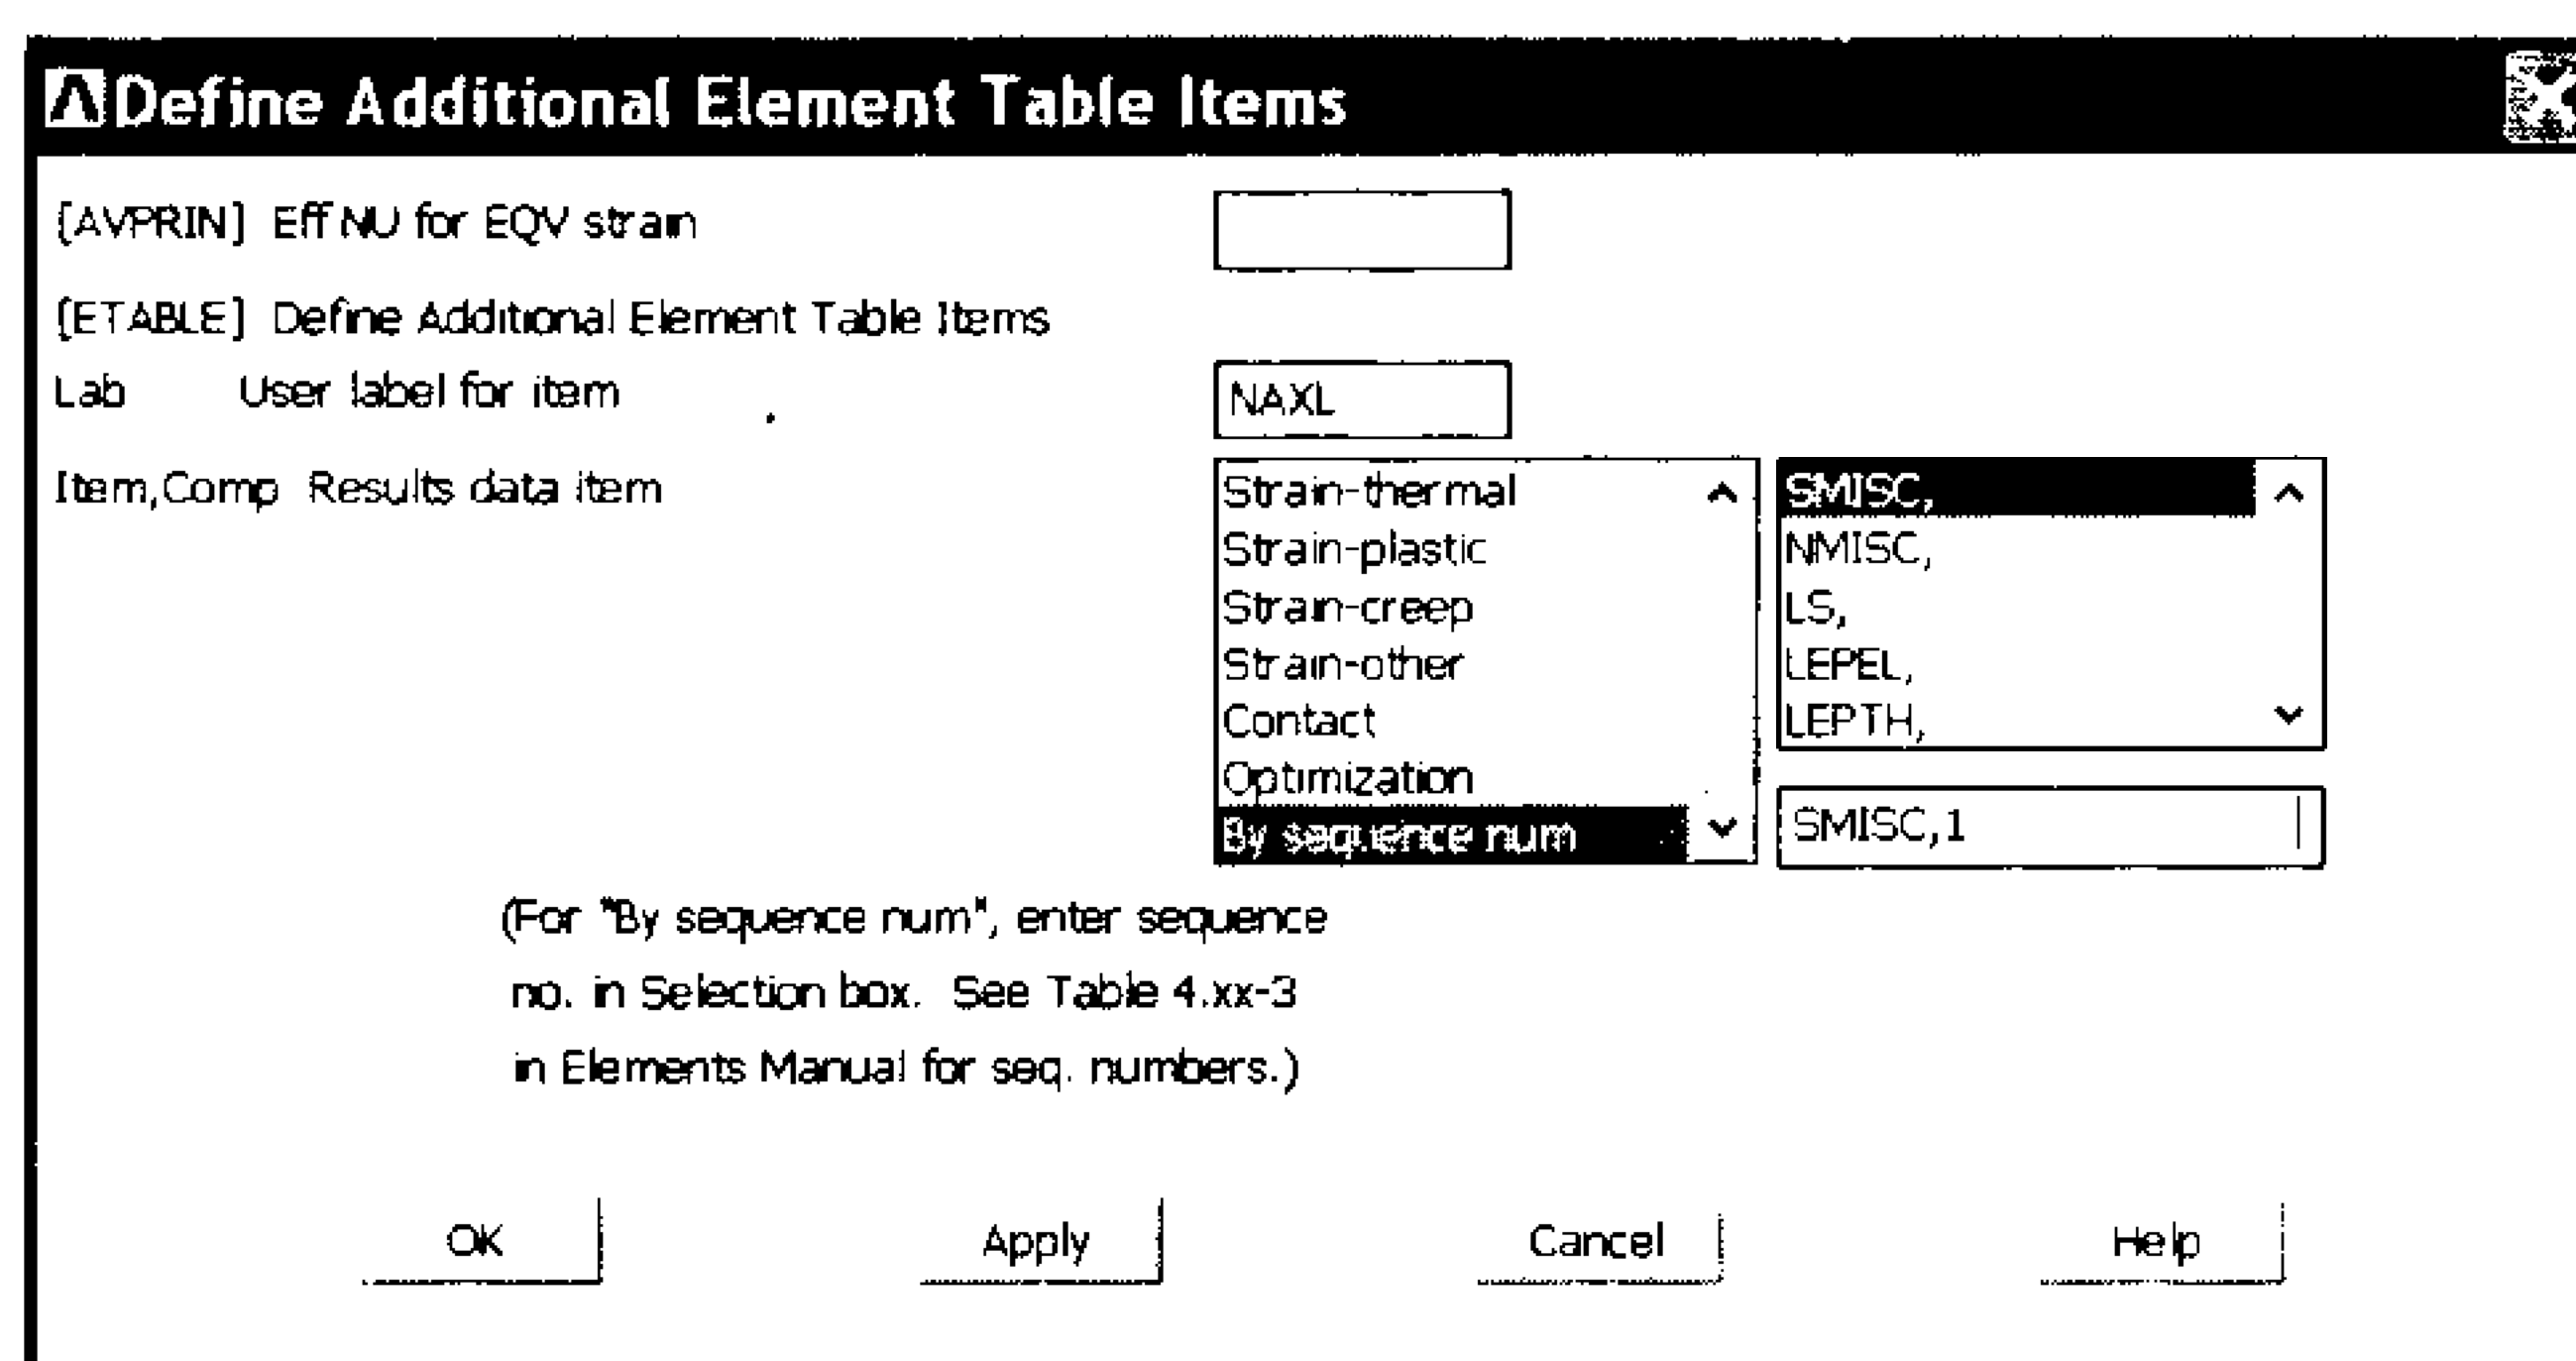 Define Additional Element Table Items
[AVPRIN] Eff NU for EQV strain
[ETABLE] Define Additional Element Table Items
Lab User label for item NAXL
Item,Comp Results data item
Strain-thermal
Strain-plastic
Strain-creep
Strain-other
Contact
Optimization
By sequence num
SMISC,
NMISC,
LS,
LEPEL,
LEPTH,
SMISC,1
(For "By sequence num", enter sequence
no. in Selection box. See Table 4.xx-3
in Elements Manual for seq. numbers.)
OK Apply Cancel Help